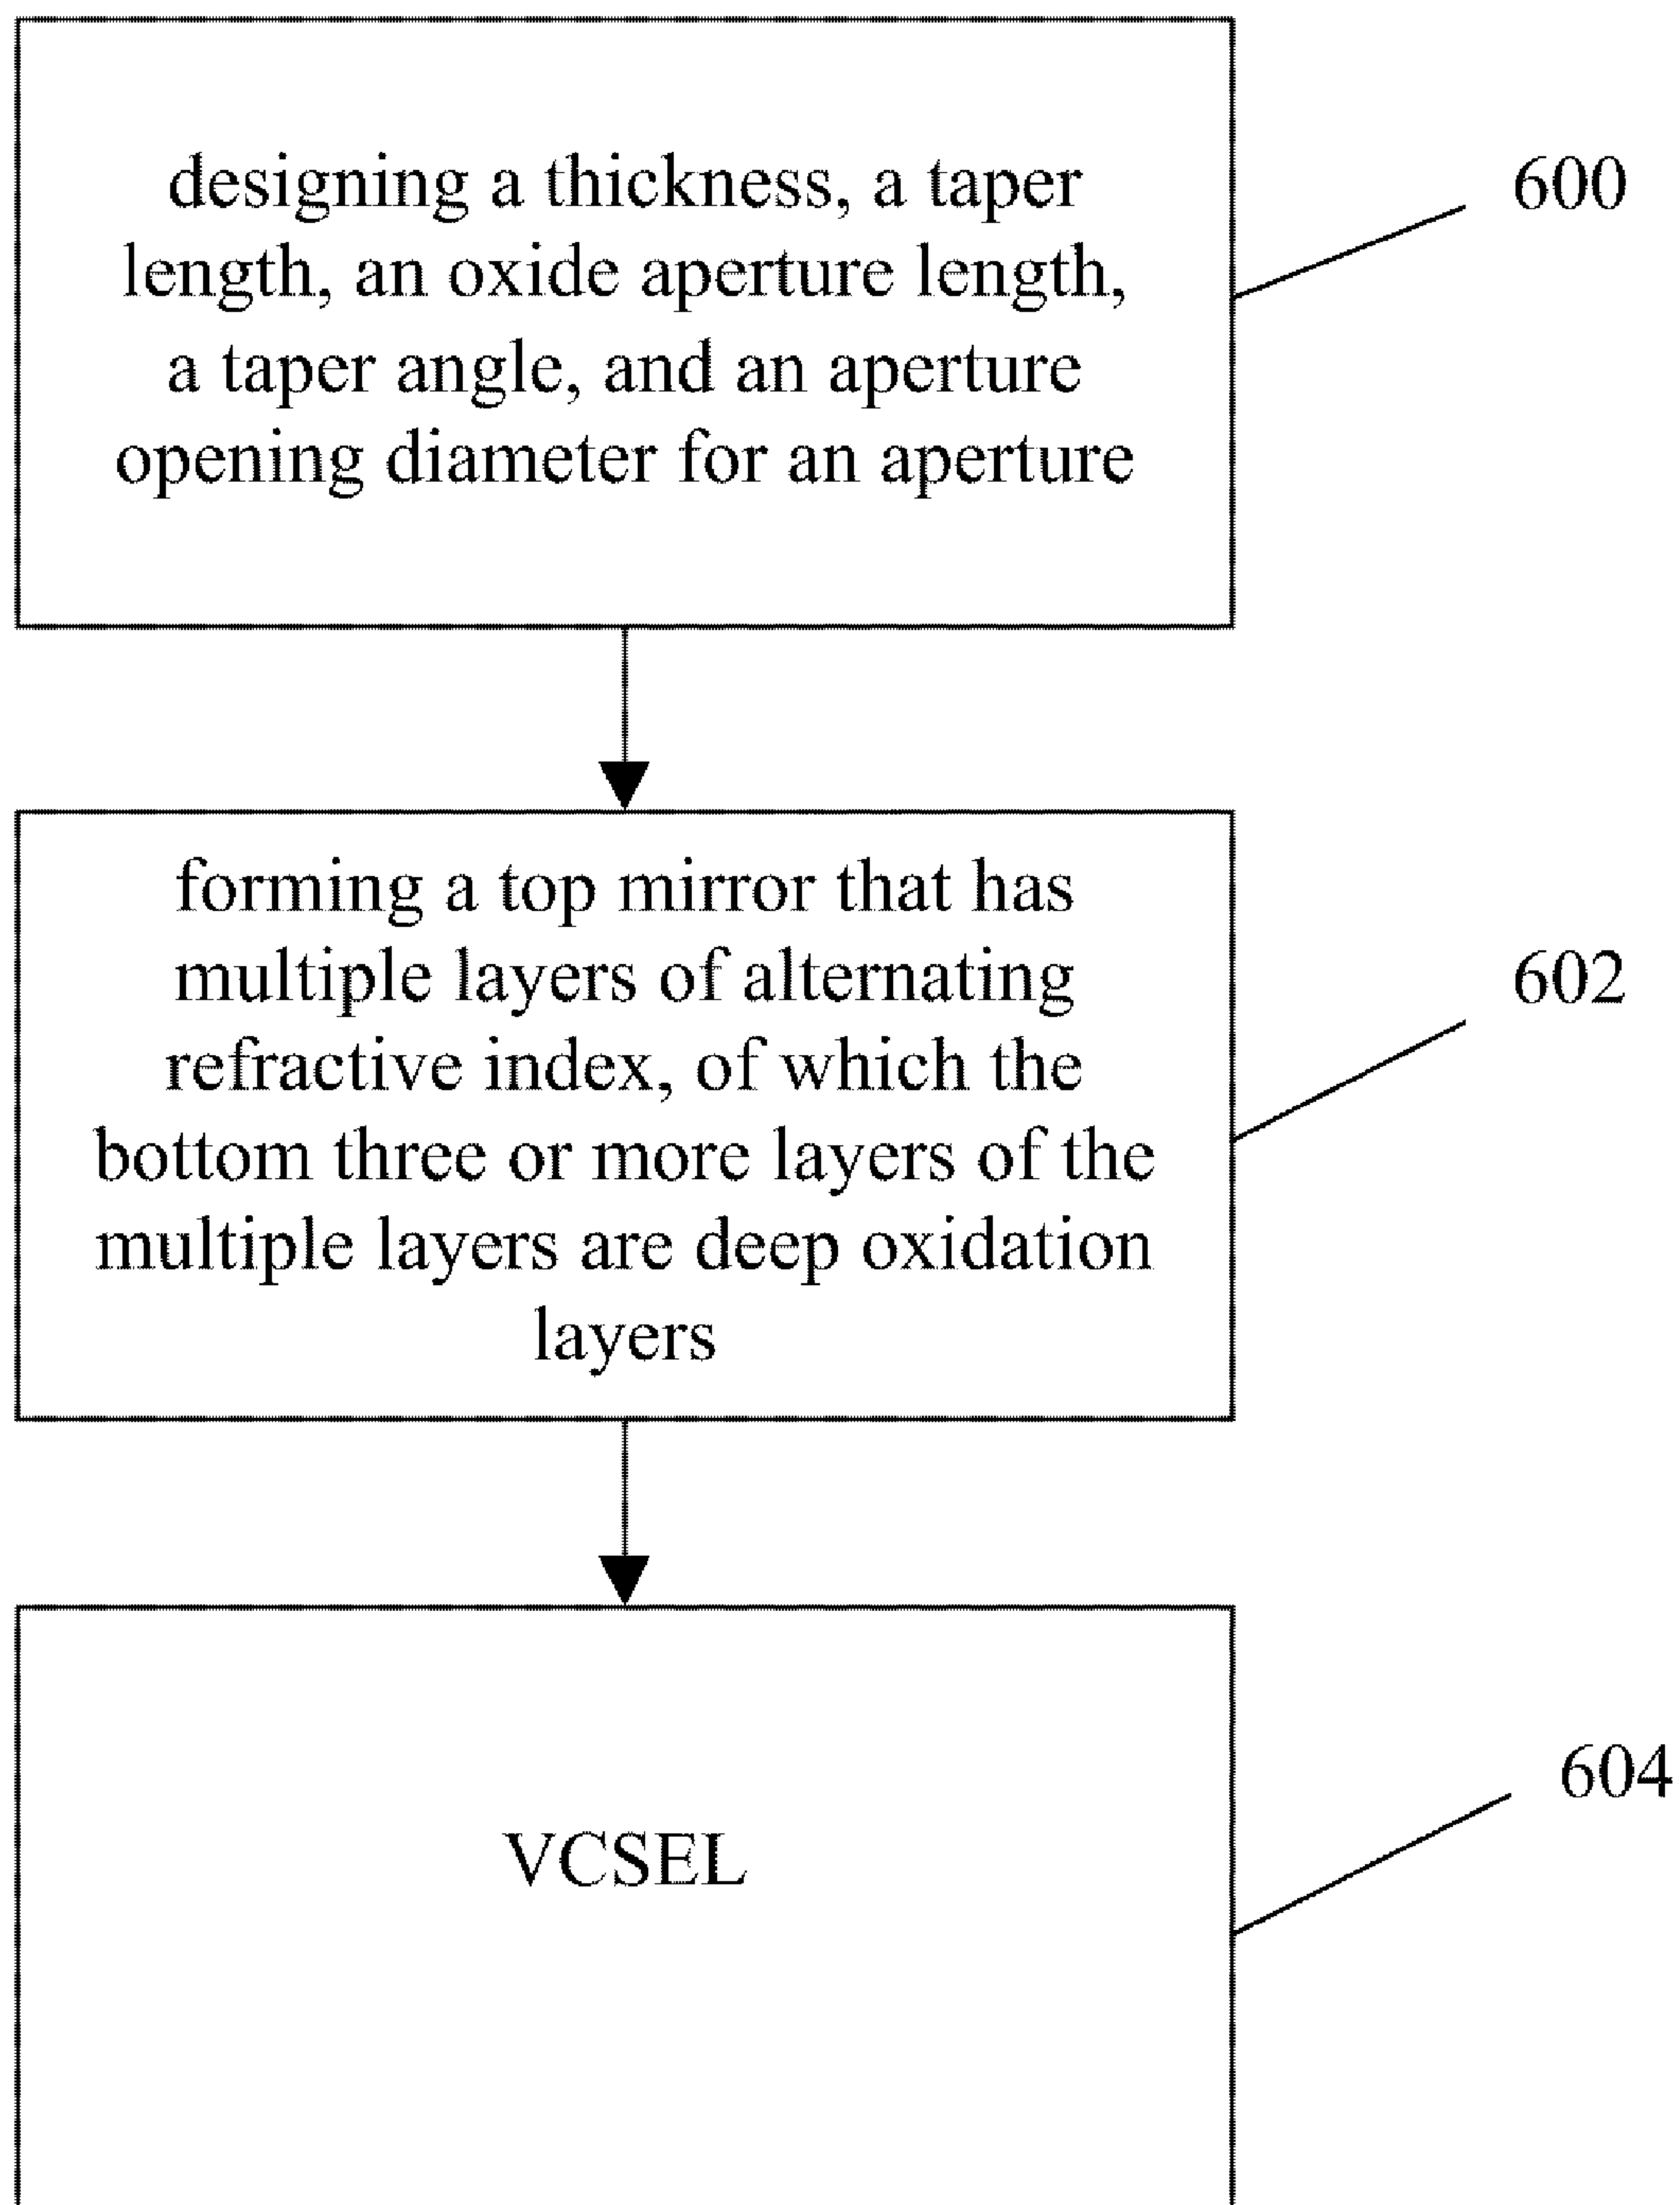 designing a thickness, a taper
length, an oxide aperture length,
a taper angle, and an aperture
opening diameter for an aperture
600
forming a top mirror that has
multiple layers of alternating
refractive index, of which the
bottom three or more layers of the
multiple layers are deep oxidation
layers
602
VCSEL
604